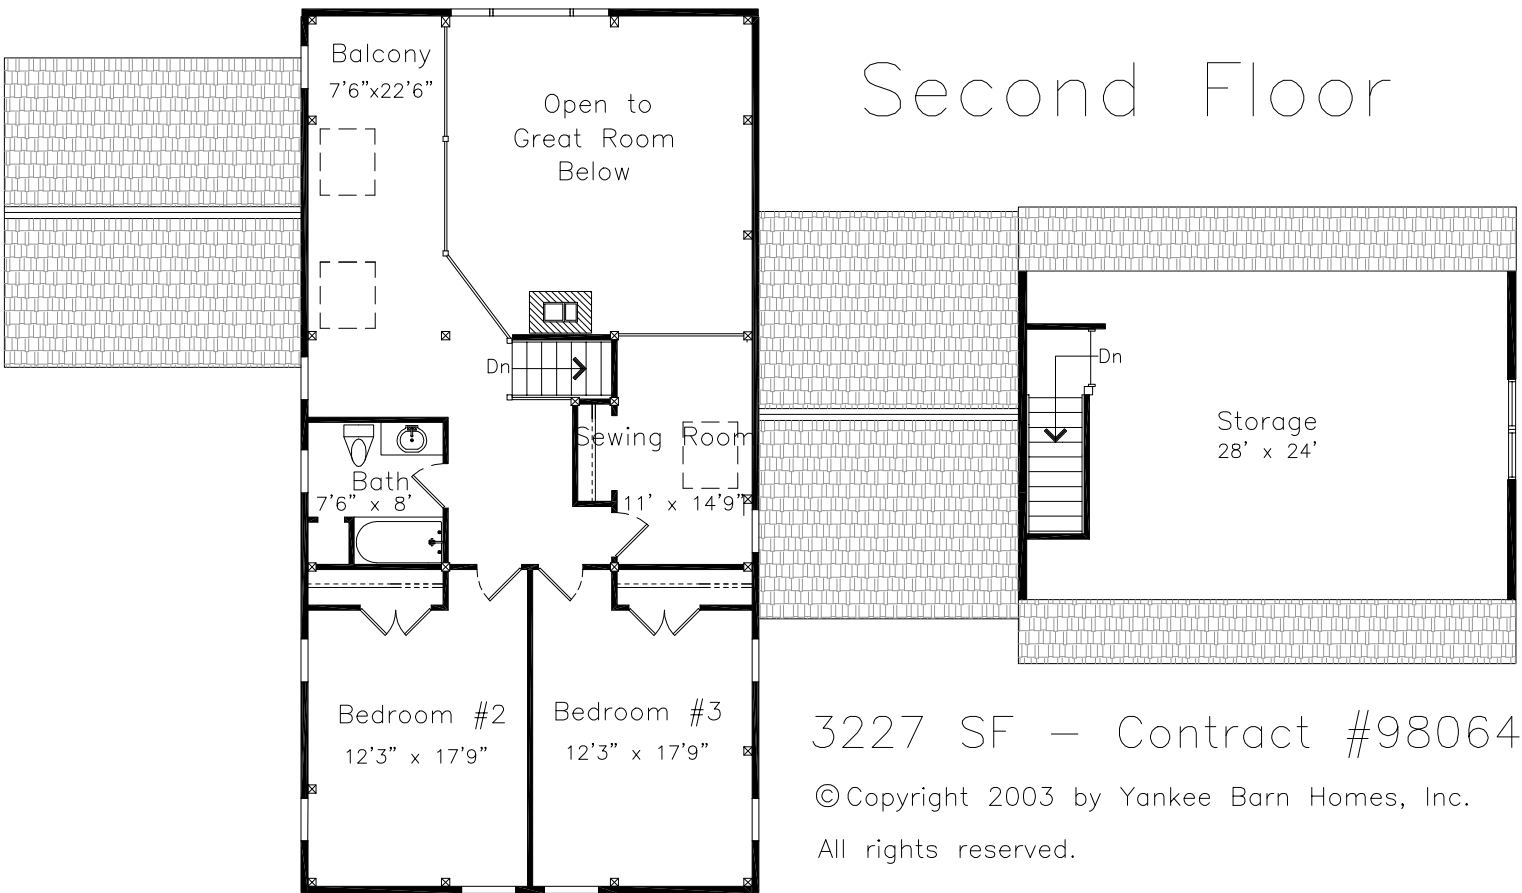 Second Floor
Balcony
7'6"x22'6"
Open to
Great Room
Below
Dn
Dn
Sewing Room
11' x 14'9"
Storage
28' x 24'
Bath
7'6" x 8'
Bedroom #2
12'3" x 17'9"
Bedroom #3
12'3" x 17'9"
3227 SF – Contract #98064
©Copyright 2003 by Yankee Barn Homes, Inc.
All rights reserved.